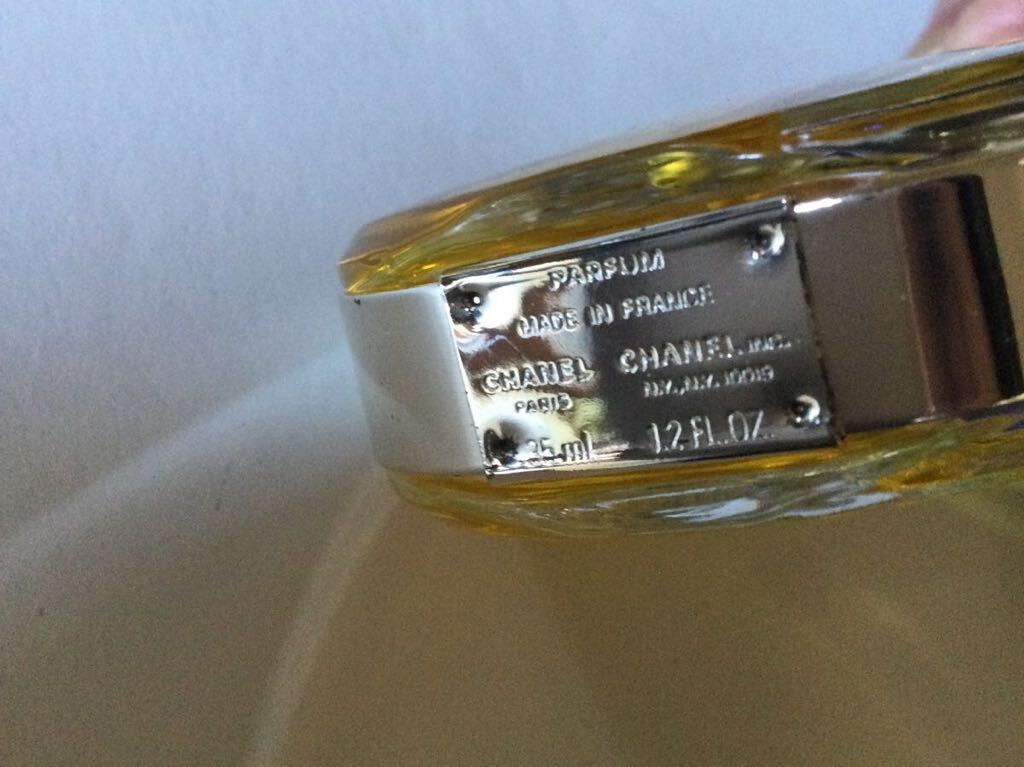 PARFUM
MADE IN FRANCE
CHANEL CHANEL INC.
PARIS N.Y., N.Y. 10019
35 ml 1.2 FL. OZ.